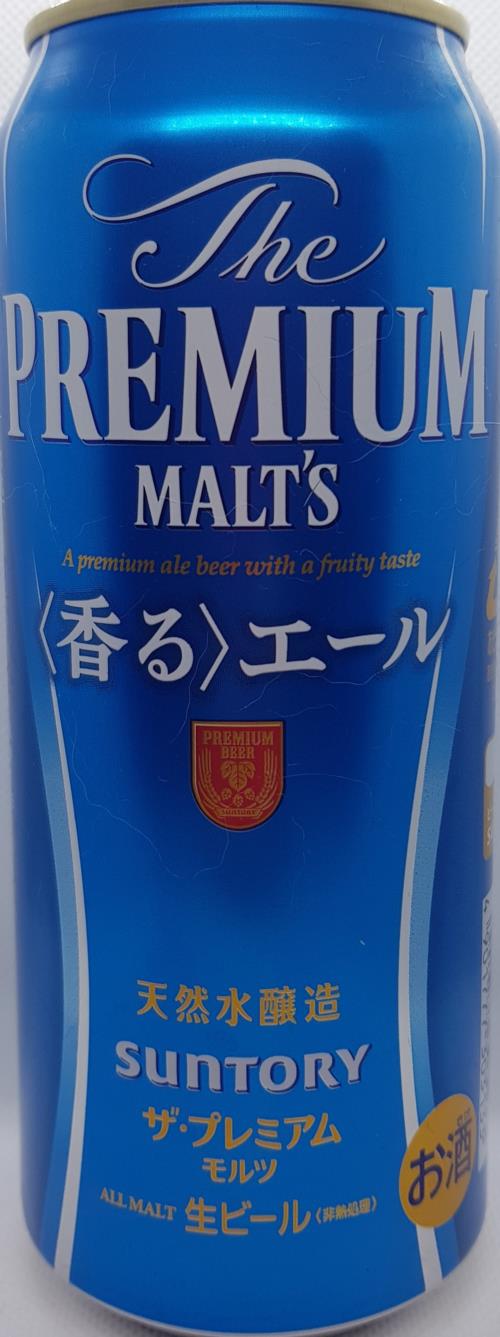 The
PREMIUM
MALT'S
A premium ale beer with a fruity taste
〈香る〉エール
PREMIUM
BEER
SUNTORY
天然水醸造
SUNTORY
ザ・プレミアム
モルツ
ALL MALT 生ビール〈非熱処理〉
お酒